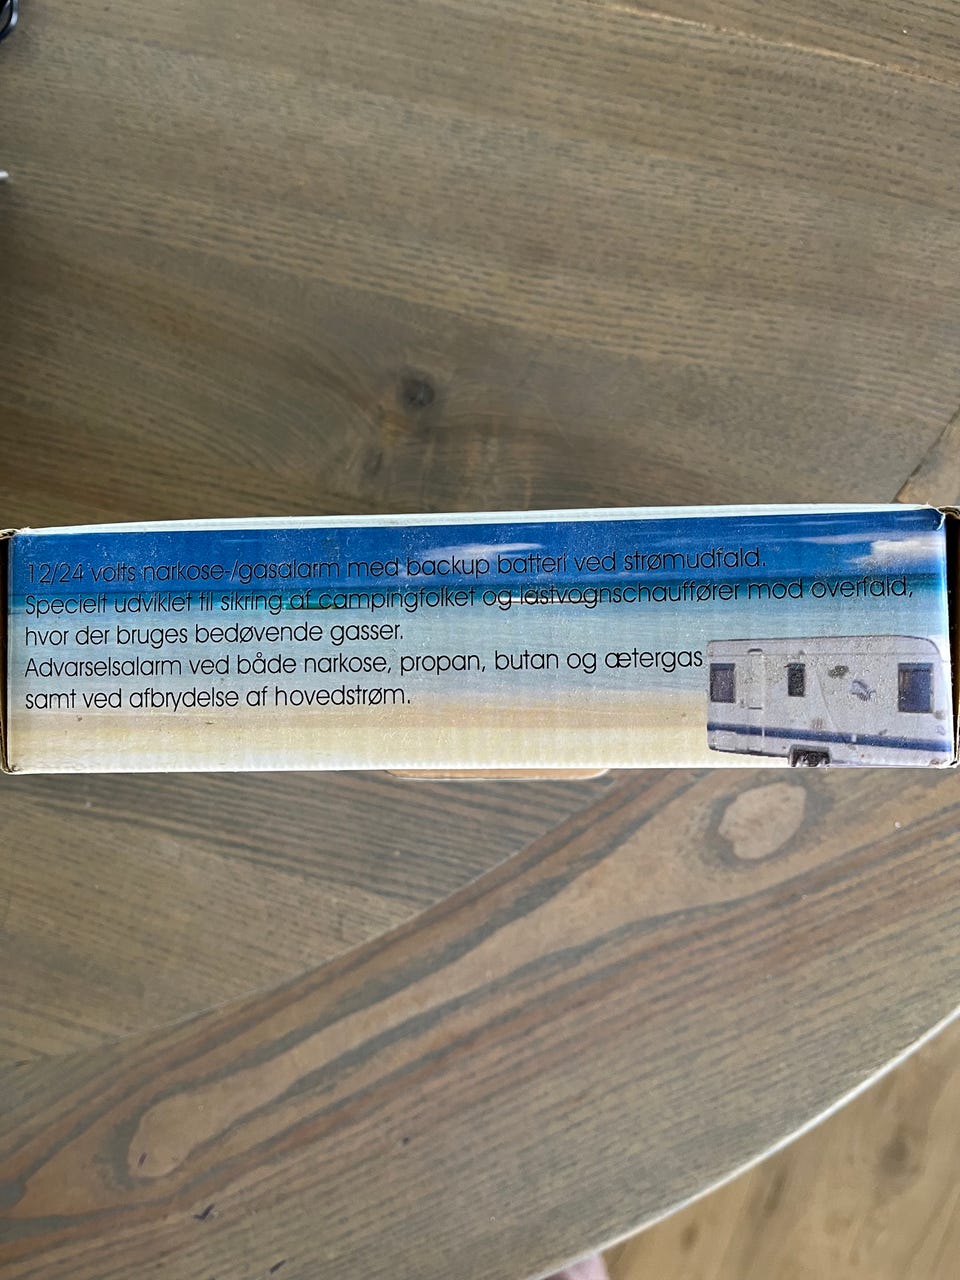 12/24 volts narkose-/gasalarm med backup batteri ved strømudfald.
Specielt udviklet til sikring af campingfolket og lastvognschauffører mod overfald,
hvor der bruges bedøvende gasser.
Advarselsalarm ved både narkose, propan, butan og ætergas
samt ved afbrydelse af hovedstrøm.